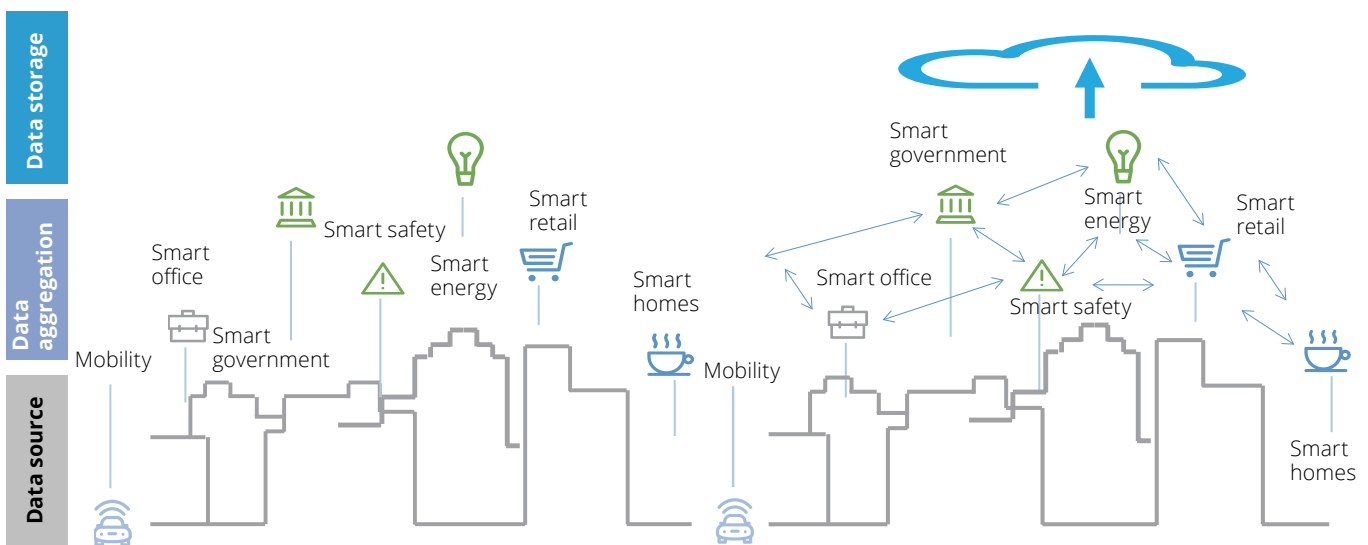 Data storage
Data
aggregation
Data source
Mobility
Smart
office
Smart
government
Smart safety
Smart
energy
Smart
retail
Smart
homes
Mobility
Smart office
Smart
government
Smart safety
Smart
energy
Smart
retail
Smart
homes